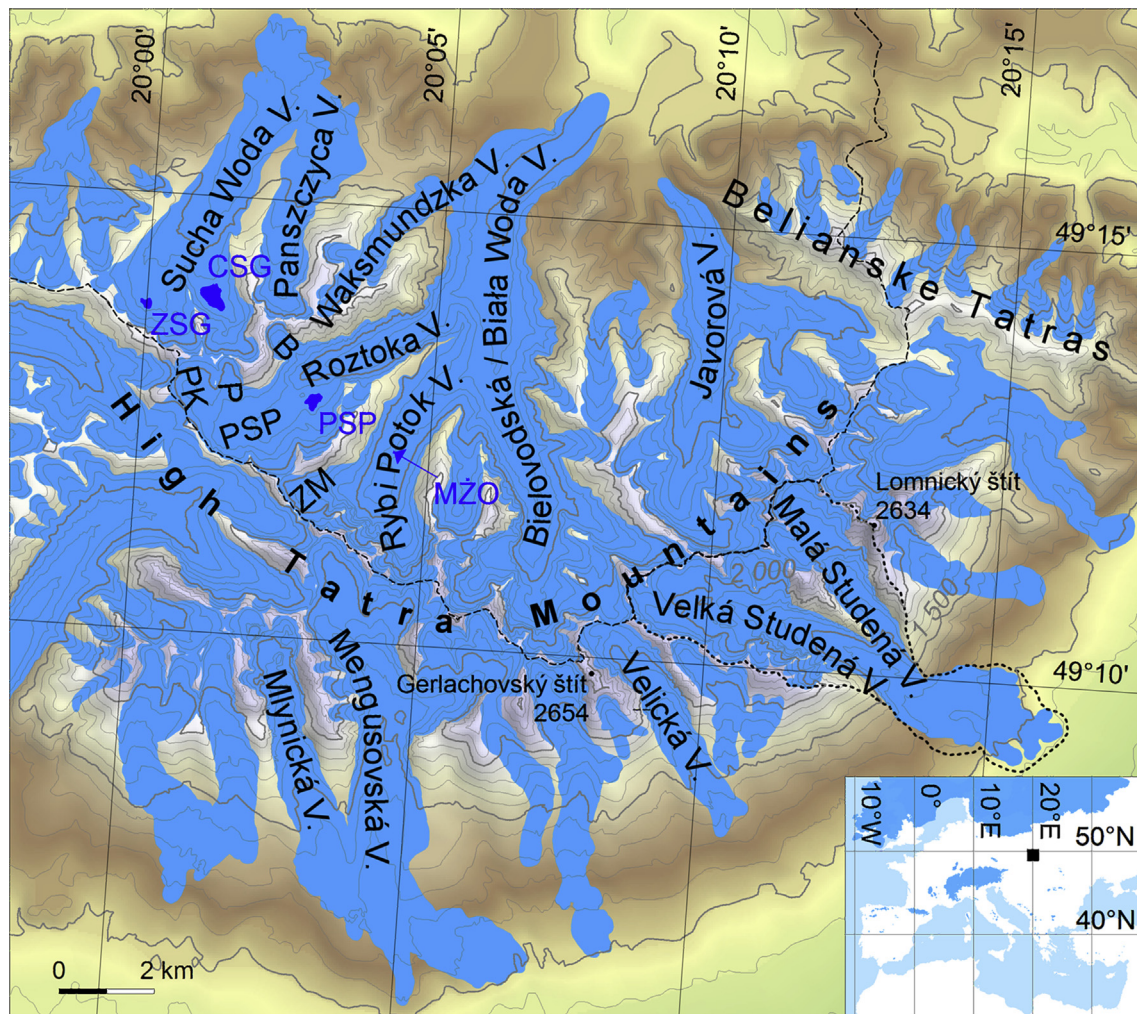 20°00'
20°05'
20°10'
20°15'
Sucha Woda V.
Panszczyca V.
Waksmundzka V.
Bielovodská / Biała Woda V.
Javorová V.
Belianske Tatras
49°15'
CSG
ZSG
B
Roztoka V.
PK
P
PSP
PSP
Rybi Potok V.
MŻO
ZM
High Tatra Mountains
Lomnický štít
2634
Malá Studená V.
2 000
1 500
Velká Studená V.
49°10'
Mengusovská V.
Mlynická V.
Gerlachovský štít
2654
Velická V.
0 2 km
10°W
0°
10°E
20°E
50°N
40°N